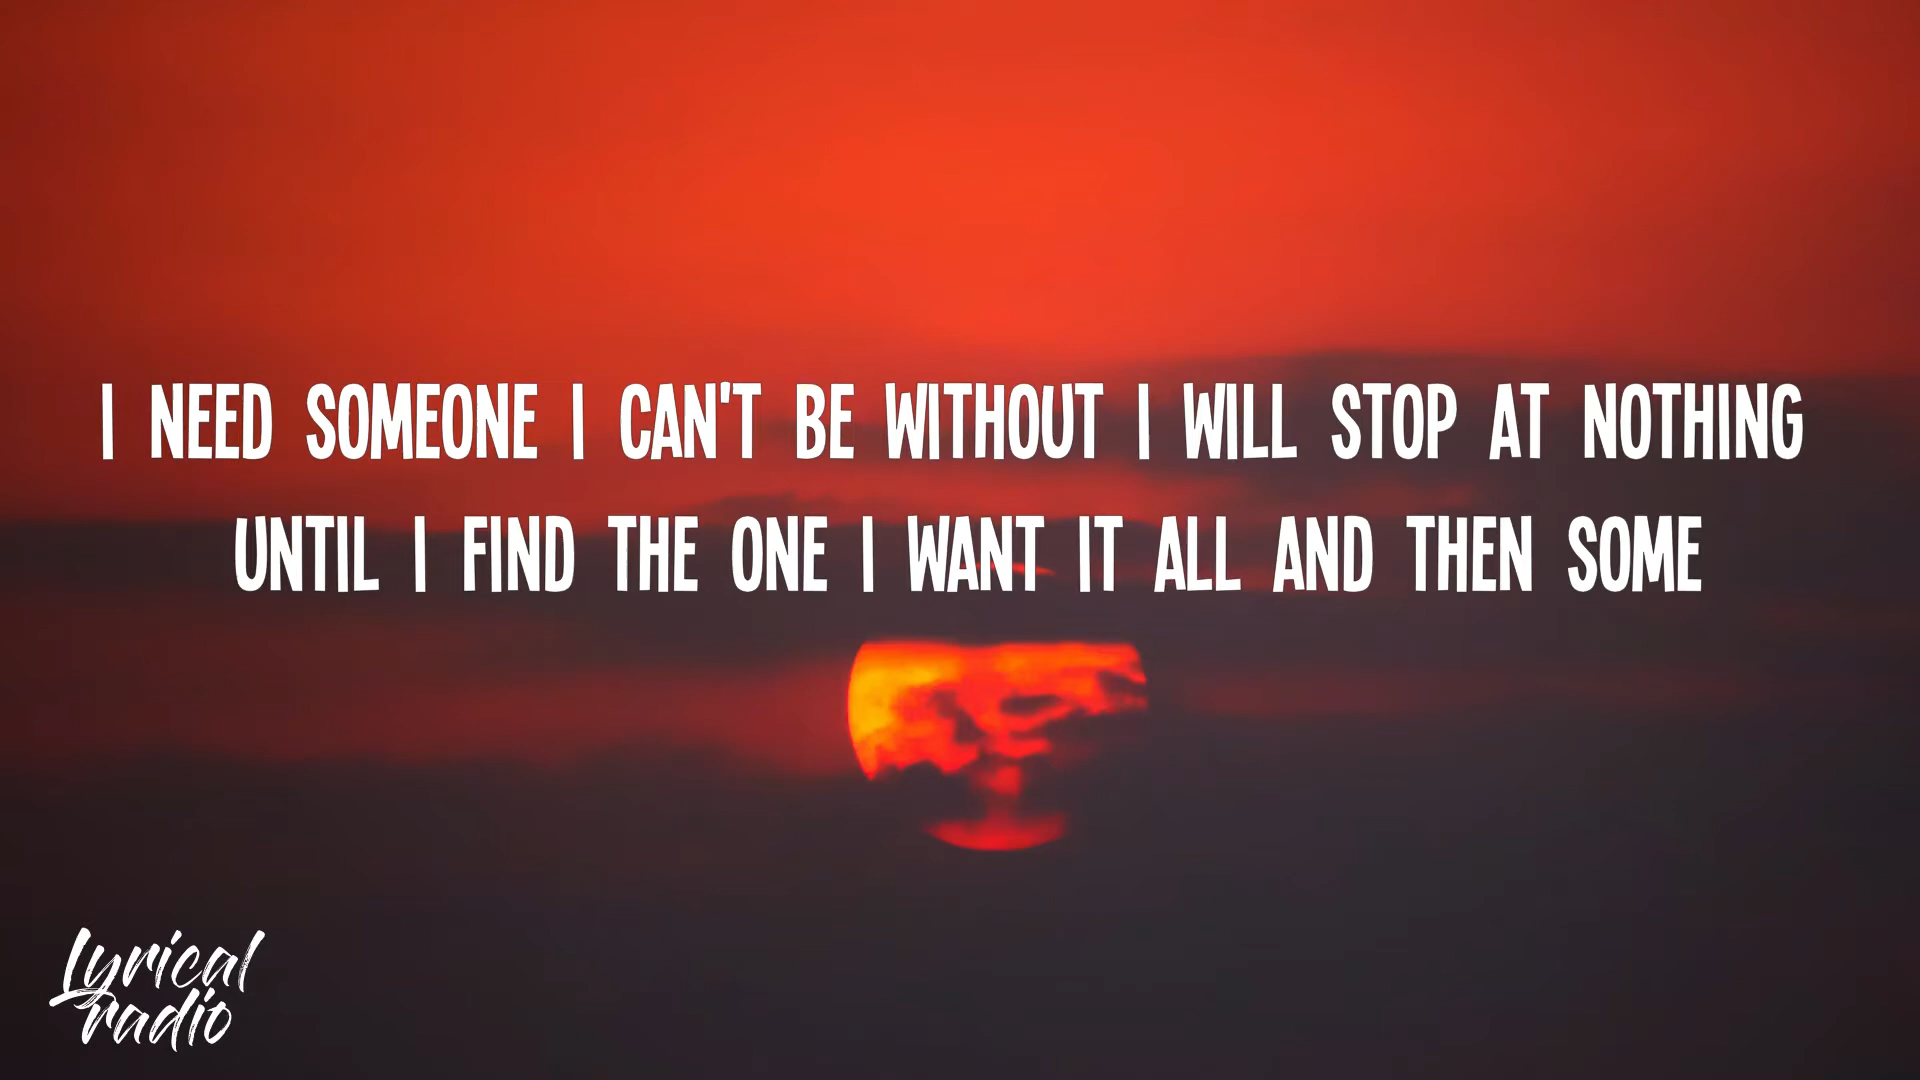 I NEED SOMEONE I CAN'T BE WITHOUT I WILL STOP AT NOTHING
UNTIL I FIND THE ONE I WANT IT ALL AND THEN SOME
Lyrical
radio